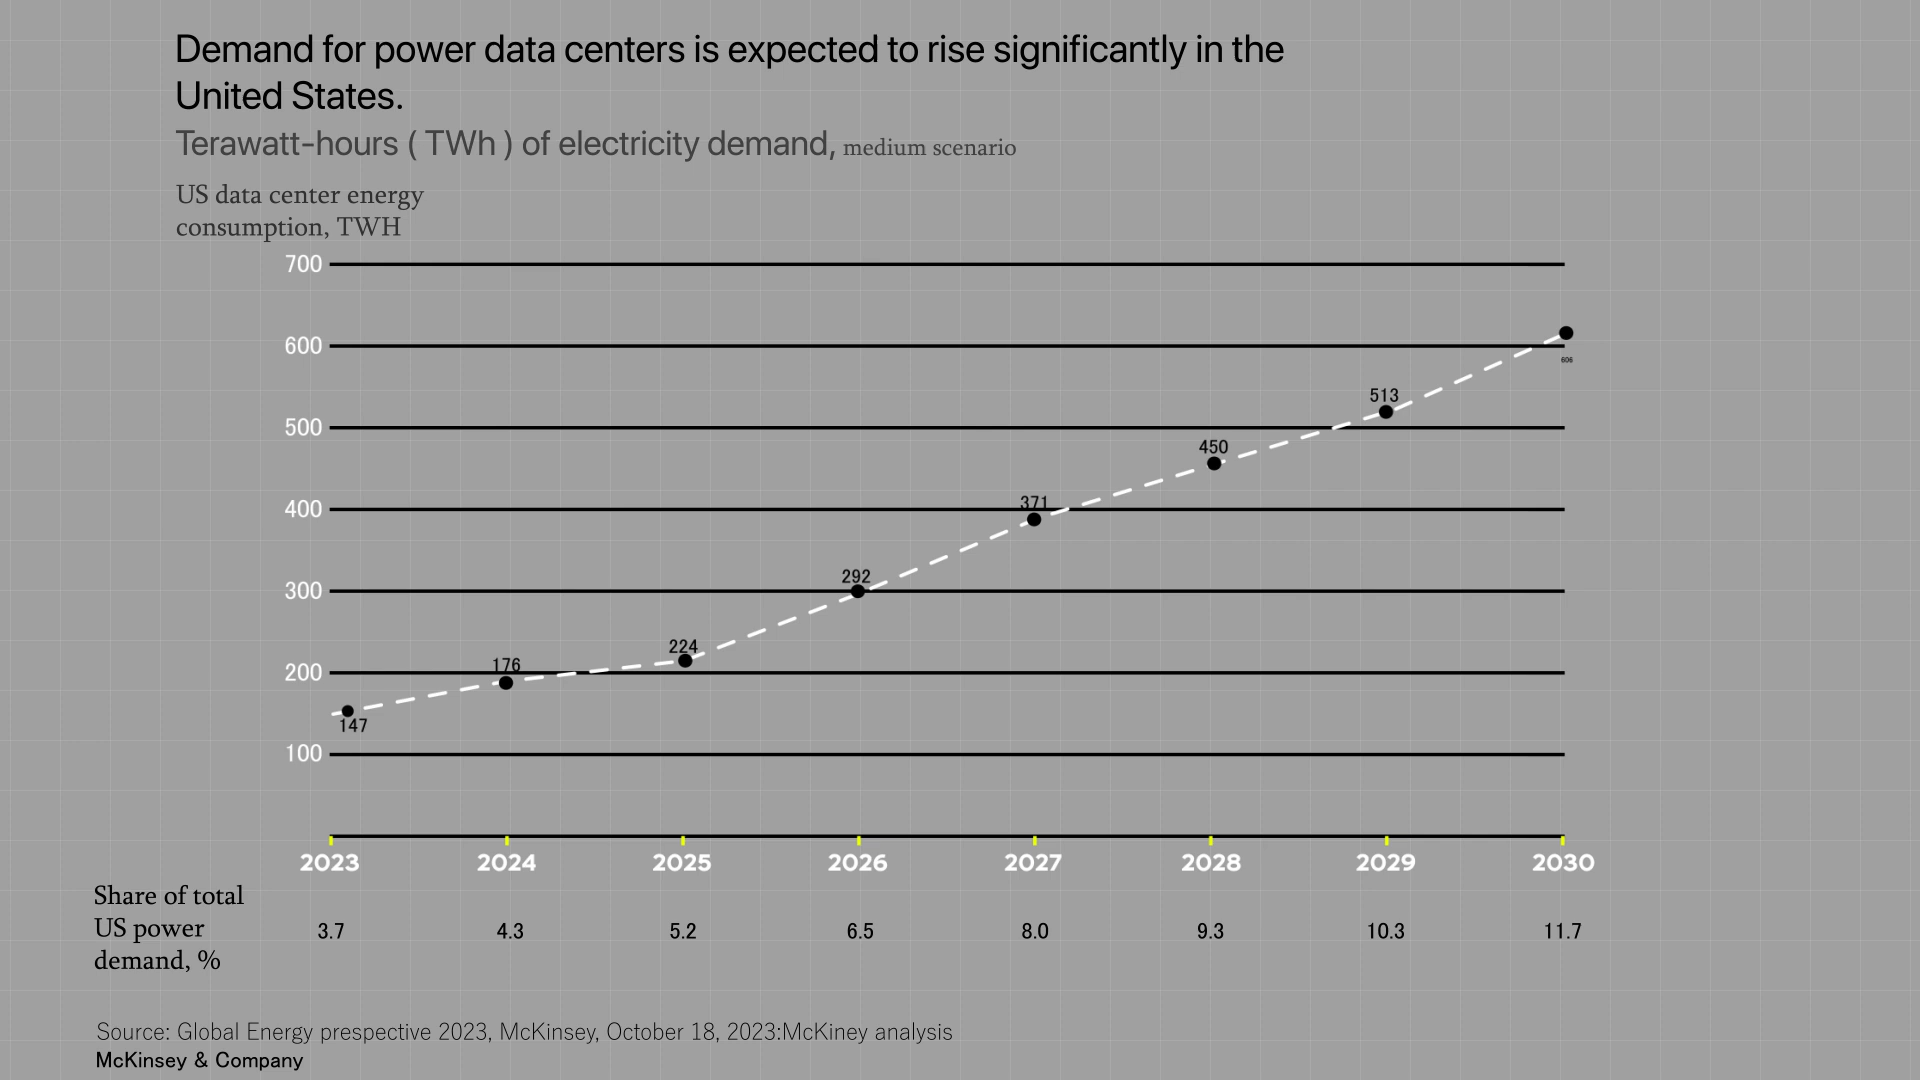 Demand for power data centers is expected to rise significantly in the
United States.
Terawatt-hours ( TWh ) of electricity demand, medium scenario
US data center energy
consumption, TWH
700
600
606
513
500
450
371
400
292
300
224
176
200
147
100
2023 2024 2025 2026 2027 2028 2029 2030
Share of total
US power
demand, %
3.7 4.3 5.2 6.5 8.0 9.3 10.3 11.7
Source: Global Energy prespective 2023, McKinsey, October 18, 2023:McKiney analysis
McKinsey & Company